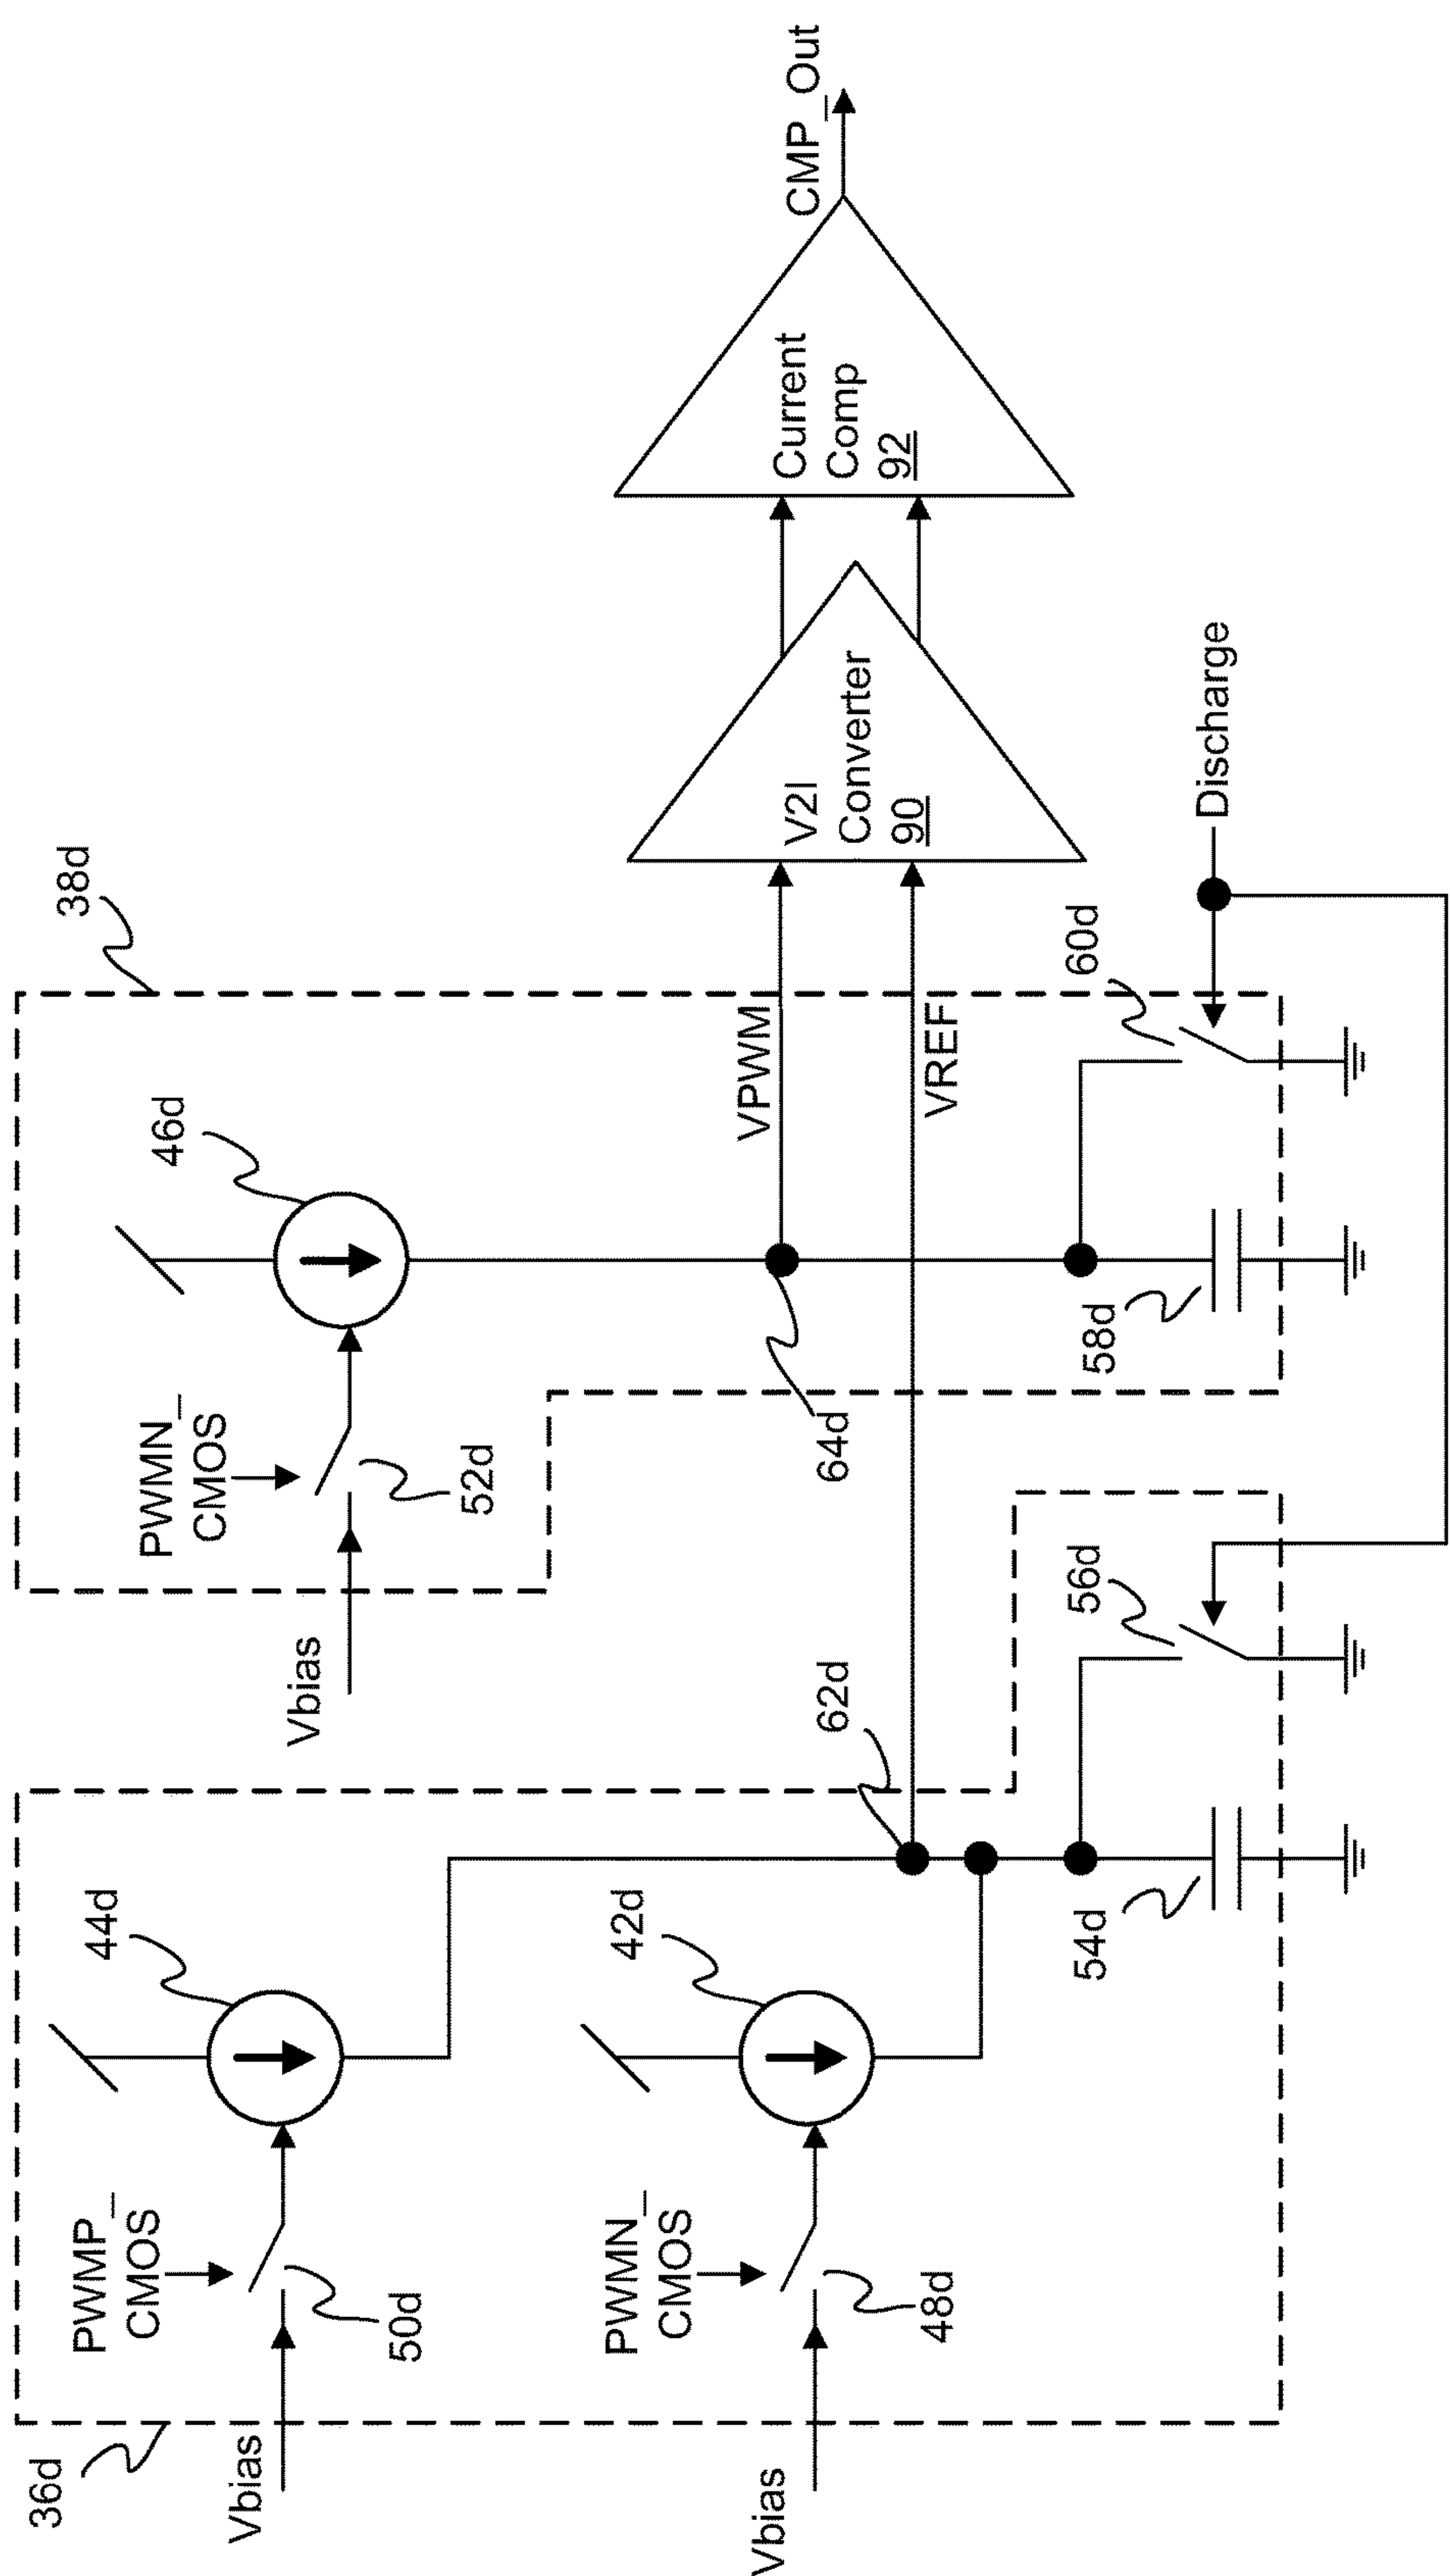 36d
Vbias
PWMP_
CMOS
50d
44d
Vbias
PWMN_
CMOS
48d
42d
62d
54d
56d
Vbias
PWMN_
CMOS
52d
46d
38d
64d
58d
60d
VPWM
VREF
V2I
Converter
90
Current
Comp
92
CMP_Out
Discharge